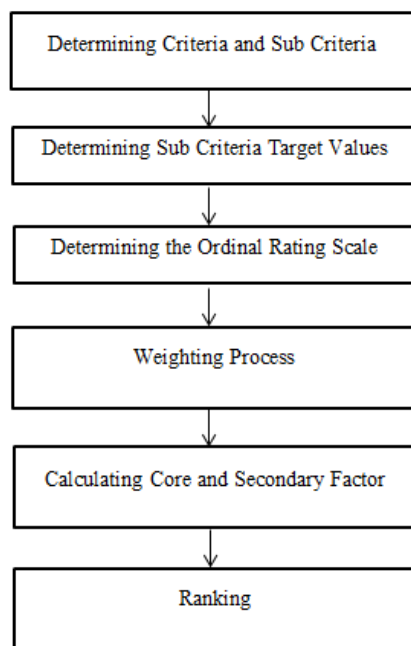 Determining Criteria and Sub Criteria
Determining Sub Criteria Target Values
Determining the Ordinal Rating Scale
Weighting Process
Calculating Core and Secondary Factor
Ranking